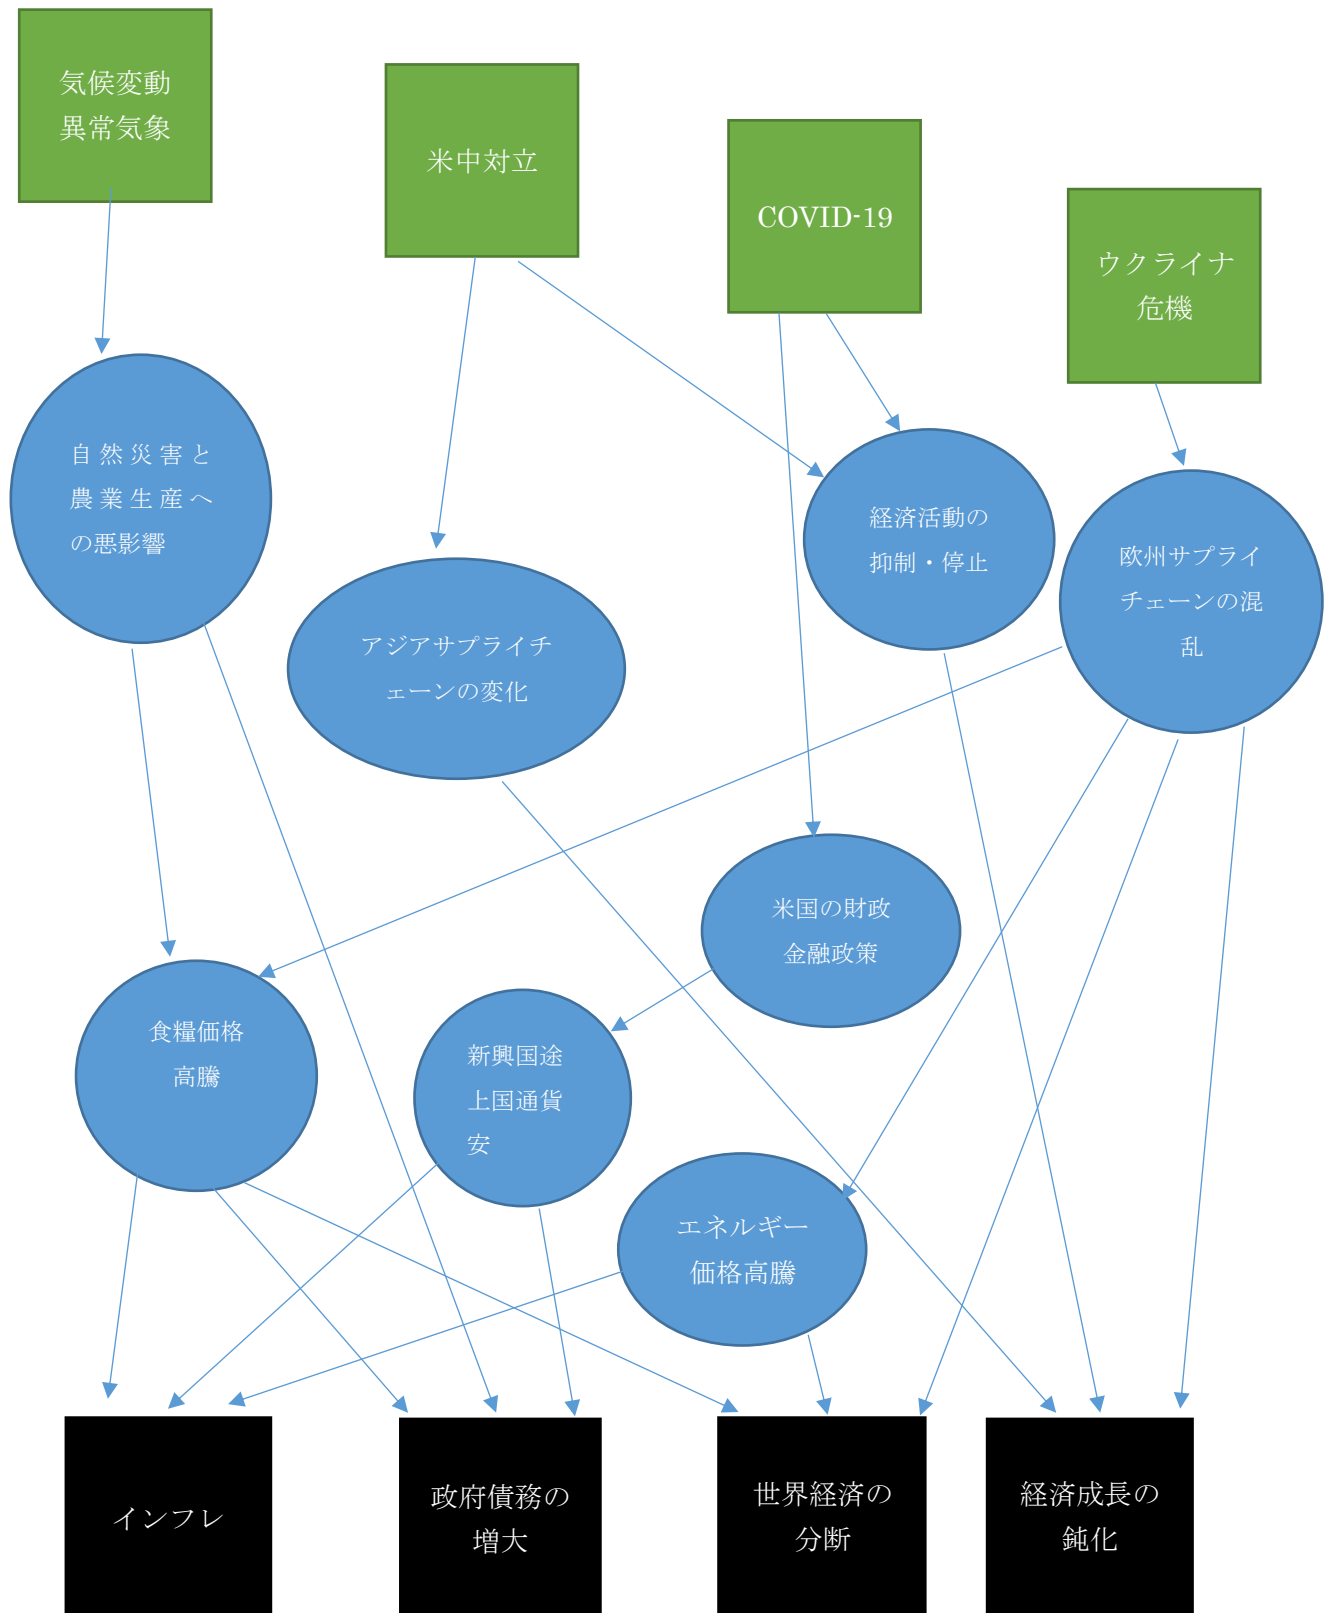 気候変動
異常気象
米中対立
COVID-19
ウクライナ
危機
自然災害と
農業生産へ
の悪影響
経済活動の
抑制・停止
欧州サプライ
チェーンの混
乱
アジアサプライチ
ェーンの変化
米国の財政
金融政策
食糧価格
高騰
新興国途
上国通貨
安
エネルギー
価格高騰
インフレ
政府債務の
増大
世界経済の
分断
経済成長の
鈍化